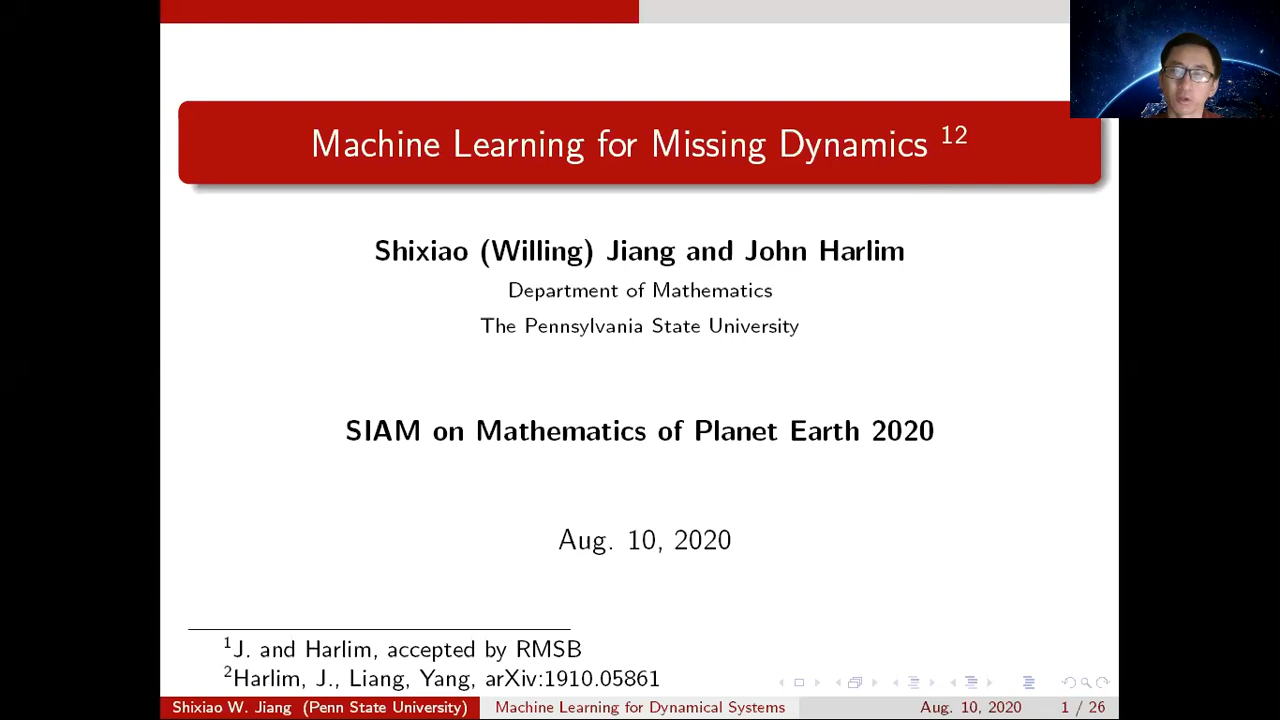 Machine Learning for Missing Dynamics 12
Shixiao (Willing) Jiang and John Harlim
Department of Mathematics
The Pennsylvania State University
SIAM on Mathematics of Planet Earth 2020
Aug. 10, 2020
1J. and Harlim, accepted by RMSB
2Harlim, J., Liang, Yang, arXiv:1910.05861
Shixiao W. Jiang (Penn State University) Machine Learning for Dynamical Systems Aug. 10, 2020 1 / 26